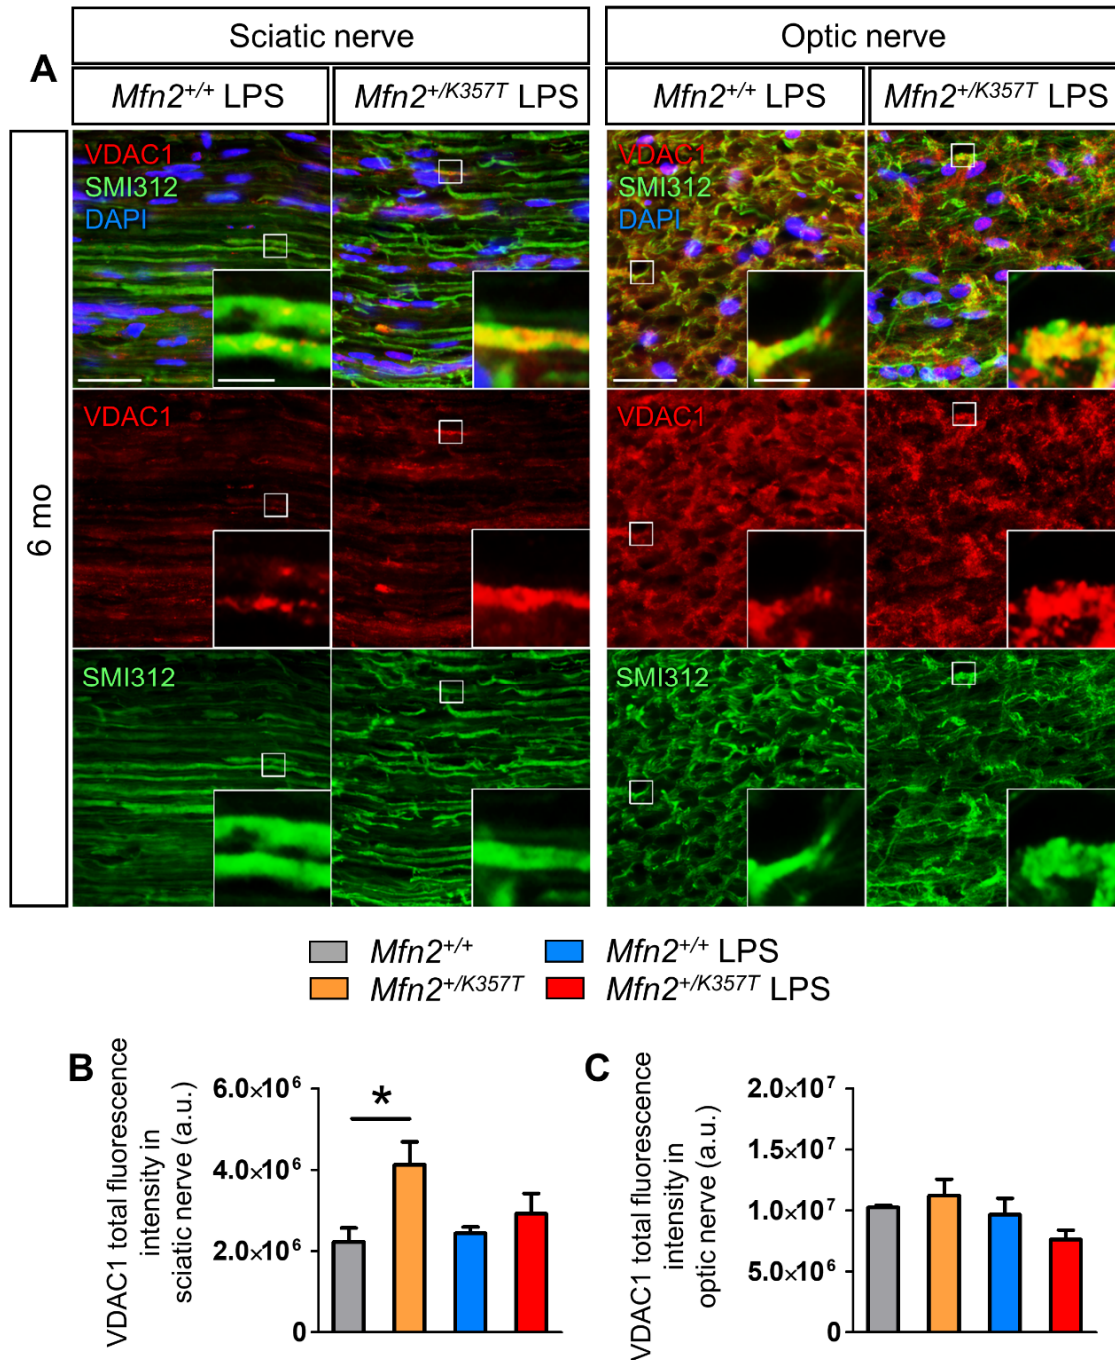 Sciatic nerve
Optic nerve
A
Mfn2+/+ LPS
Mfn2+/K357T LPS
Mfn2+/+ LPS
Mfn2+/K357T LPS
6 mo
VDAC1
SMI312
DAPI
VDAC1
SMI312
DAPI
VDAC1
VDAC1
SMI312
SMI312
Mfn2+/+
Mfn2+/+ LPS
Mfn2+/K357T
Mfn2+/K357T LPS
B
VDAC1 total fluorescence
intensity in
sciatic nerve (a.u.)
6.0×10⁶
4.0×10⁶
2.0×10⁶
0
*
C
VDAC1 total fluorescence
intensity in
optic nerve (a.u.)
2.0×10⁷
1.5×10⁷
1.0×10⁷
5.0×10⁶
0